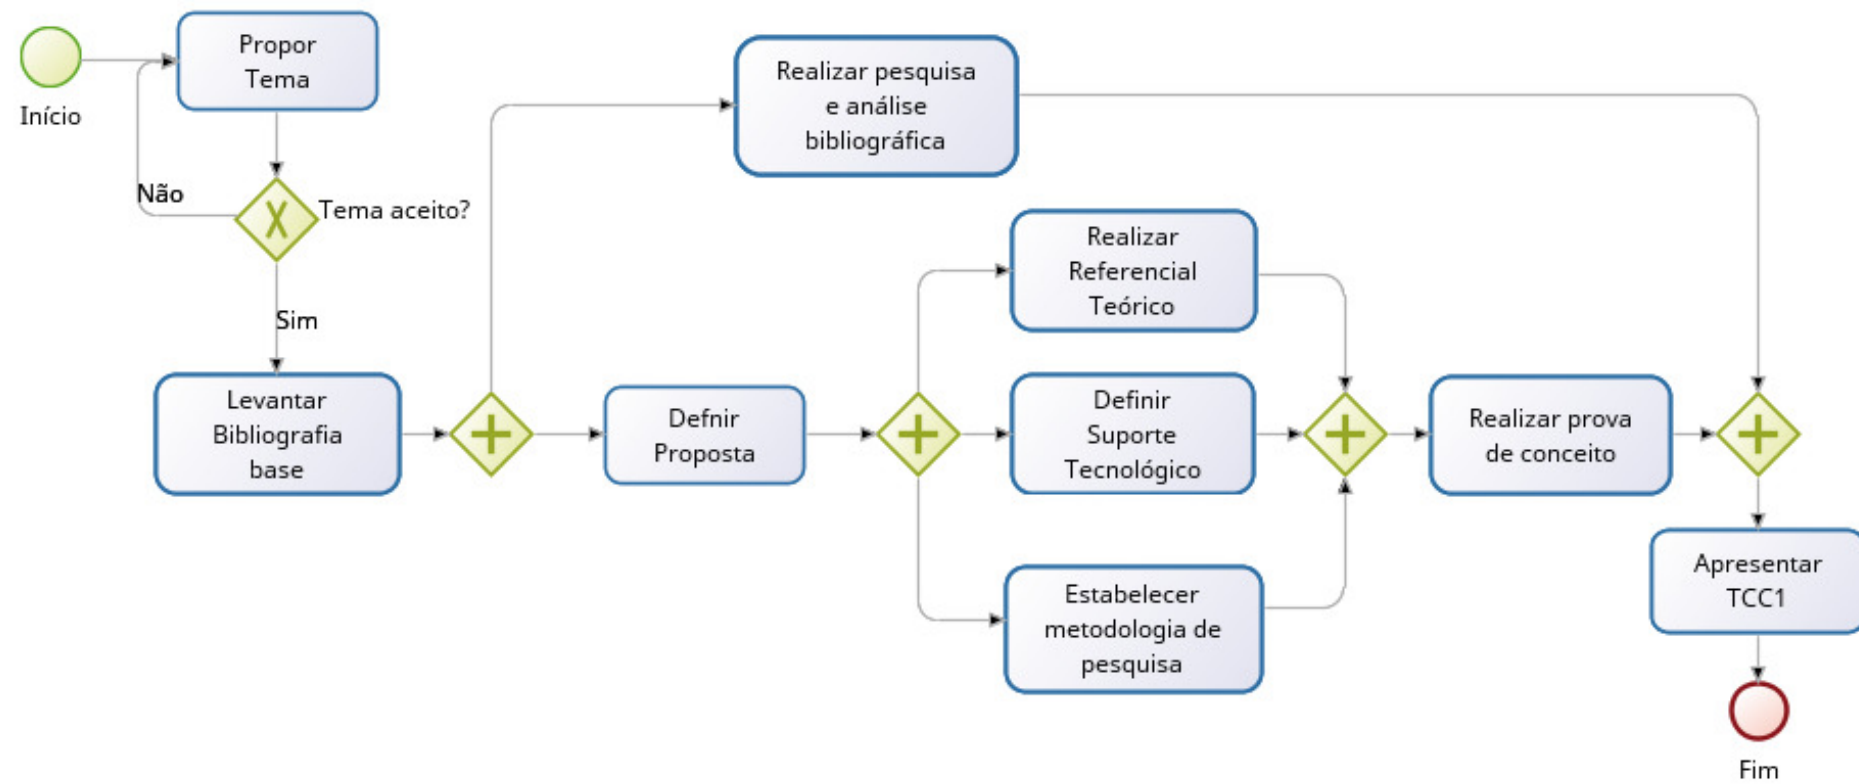 Início
Propor
Tema
Não
Tema aceito?
Sim
Levantar
Bibliografia
base
Realizar pesquisa
e análise
bibliográfica
Defnir
Proposta
Realizar
Referencial
Teórico
Definir
Suporte
Tecnológico
Estabelecer
metodologia de
pesquisa
Realizar prova
de conceito
Apresentar
TCC1
Fim